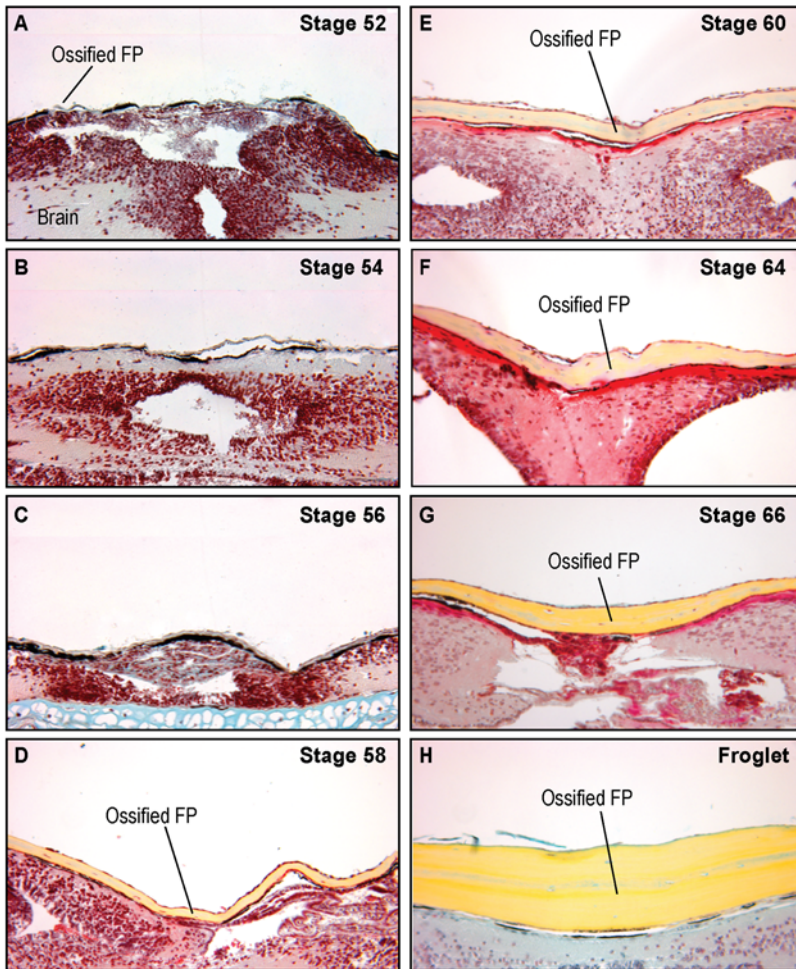 A
Stage 52
Ossified FP
Brain
B
Stage 54
C
Stage 56
D
Stage 58
Ossified FP
E
Stage 60
Ossified FP
F
Stage 64
Ossified FP
G
Stage 66
Ossified FP
H
Froglet
Ossified FP